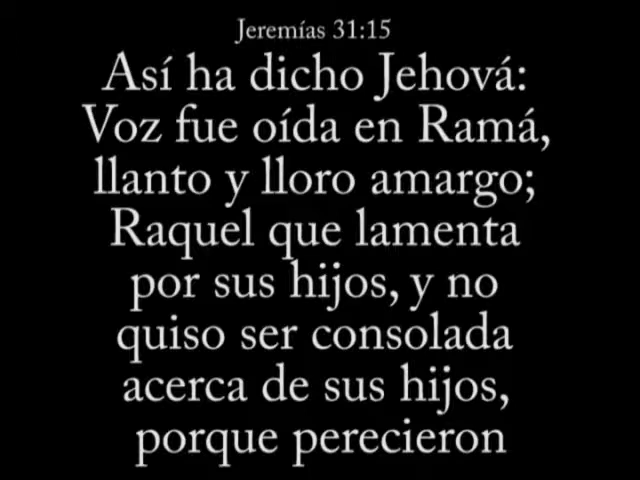 Jeremías 31:15
Así ha dicho Jehová:
Voz fue oída en Ramá,
llanto y lloro amargo;
Raquel que lamenta
por sus hijos, y no
quiso ser consolada
acerca de sus hijos,
porque perecieron